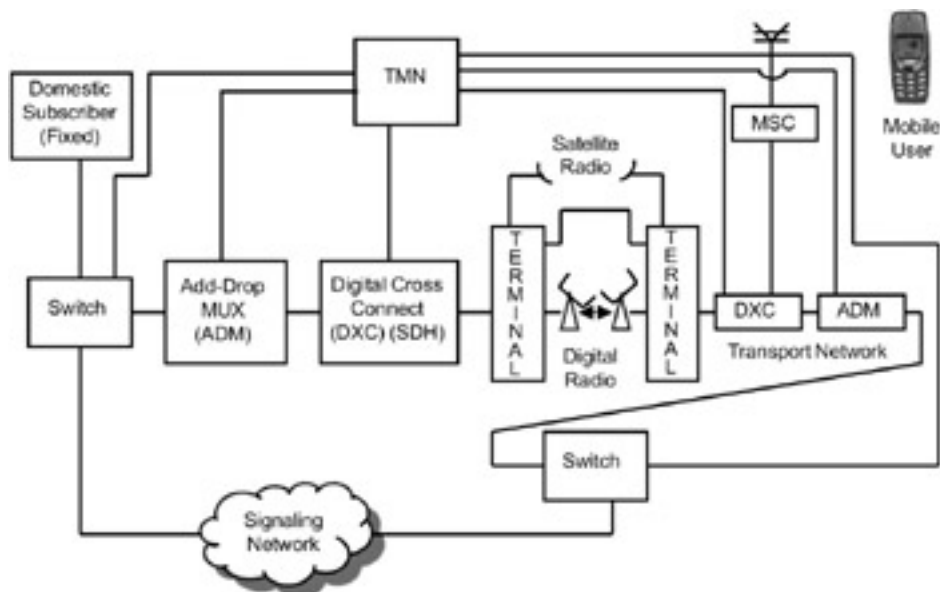 TMN
Domestic
Subscriber
(Fixed)
MSC
Mobile
User
Satellite
Radio
TERMINAL
TERMINAL
Switch
Add-Drop
MUX
(ADM)
Digital Cross
Connect
(DXC) (SDH)
DXC
ADM
Digital
Radio
Transport Network
Switch
Signaling
Network